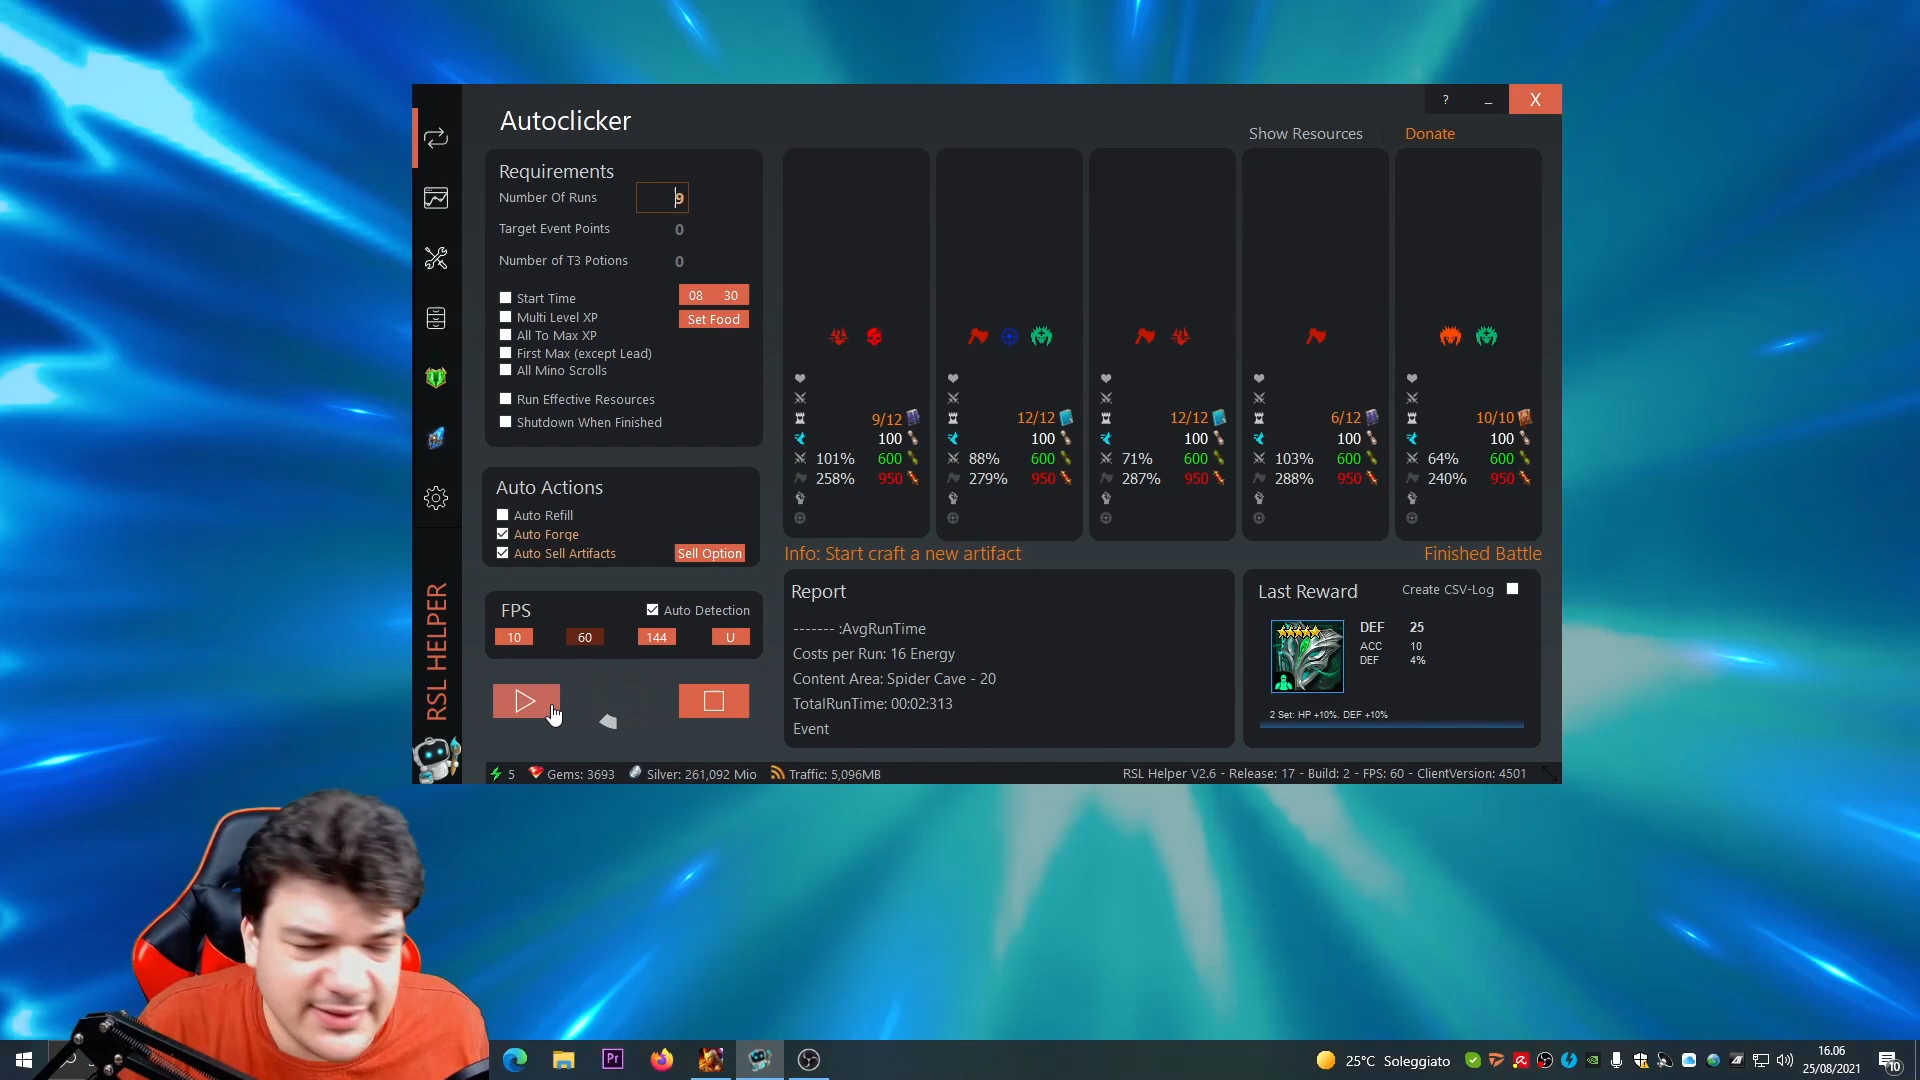 ?
_
X
Autoclicker
Show Resources
Donate
Requirements
Number Of Runs 9
Target Event Points 0
Number of T3 Potions 0
Start Time 08 30
Multi Level XP Set Food
All To Max XP
First Max (except Lead)
All Mino Scrolls
Run Effective Resources
Shutdown When Finished
Auto Actions
Auto Refill
Auto Forge
Auto Sell Artifacts Sell Option
FPS Auto Detection
10 60 144 U
9/12
100
101% 600
258% 950
12/12
100
88% 600
279% 950
12/12
100
71% 600
287% 950
6/12
100
103% 600
288% 950
10/10
100
64% 600
240% 950
Info: Start craft a new artifact
Finished Battle
Report
------- :AvgRunTime
Costs per Run: 16 Energy
Content Area: Spider Cave - 20
TotalRunTime: 00:02:313
Event
Last Reward Create CSV-Log
DEF 25
ACC 10
DEF 4%
2 Set: HP +10%. DEF +10%
RSL HELPER
5 Gems: 3693 Silver: 261,092 Mio Traffic: 5,096MB
RSL Helper V2.6 - Release: 17 - Build: 2 - FPS: 60 - ClientVersion: 4501
Pr
25°C Soleggiato
16.06
25/08/2021
10